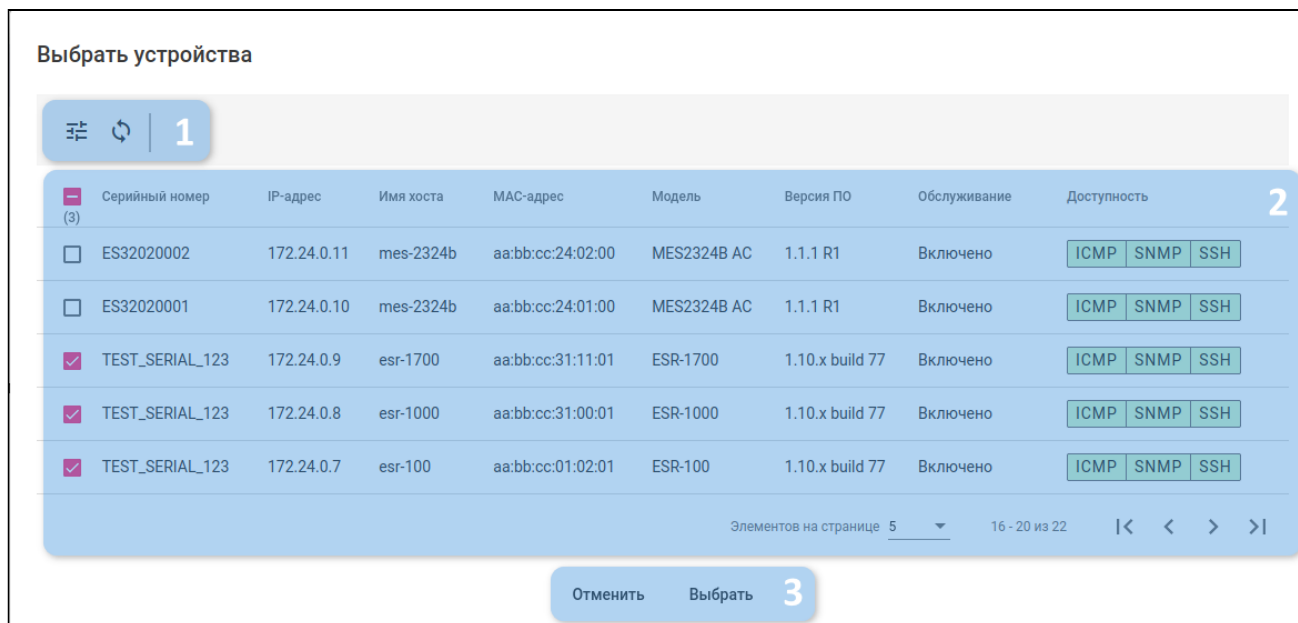 Выбрать устройства
1
Серийный номер IP-адрес Имя хоста MAC-адрес Модель Версия ПО Обслуживание Доступность 2
(3)
ES32020002 172.24.0.11 mes-2324b aa:bb:cc:24:02:00 MES2324B AC 1.1.1 R1 Включено ICMP SNMP SSH
ES32020001 172.24.0.10 mes-2324b aa:bb:cc:24:01:00 MES2324B AC 1.1.1 R1 Включено ICMP SNMP SSH
TEST_SERIAL_123 172.24.0.9 esr-1700 aa:bb:cc:31:11:01 ESR-1700 1.10.x build 77 Включено ICMP SNMP SSH
TEST_SERIAL_123 172.24.0.8 esr-1000 aa:bb:cc:31:00:01 ESR-1000 1.10.x build 77 Включено ICMP SNMP SSH
TEST_SERIAL_123 172.24.0.7 esr-100 aa:bb:cc:01:02:01 ESR-100 1.10.x build 77 Включено ICMP SNMP SSH
Элементов на странице 5 16 - 20 из 22
Отменить Выбрать 3